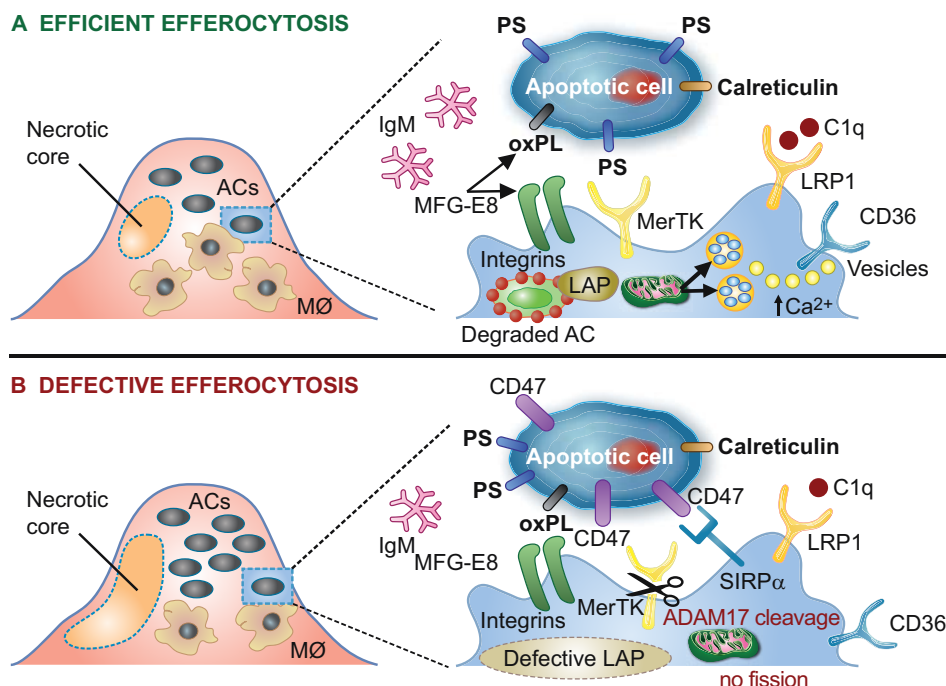 A EFFICIENT EFFEROCYTOSIS
Necrotic
core
ACs
MØ
PS
PS
Apoptotic cell
Calreticulin
IgM
oxPL
PS
C1q
LRP1
MFG-E8
MerTK
CD36
Integrins
Vesicles
LAP
Ca²⁺
Degraded AC
B DEFECTIVE EFFEROCYTOSIS
Necrotic
core
ACs
MØ
CD47
PS
Apoptotic cell
Calreticulin
PS
CD47
C1q
IgM
oxPL
CD47
MFG-E8
LRP1
SIRPα
Integrins
MerTK
ADAM17 cleavage
CD36
Defective LAP
no fission